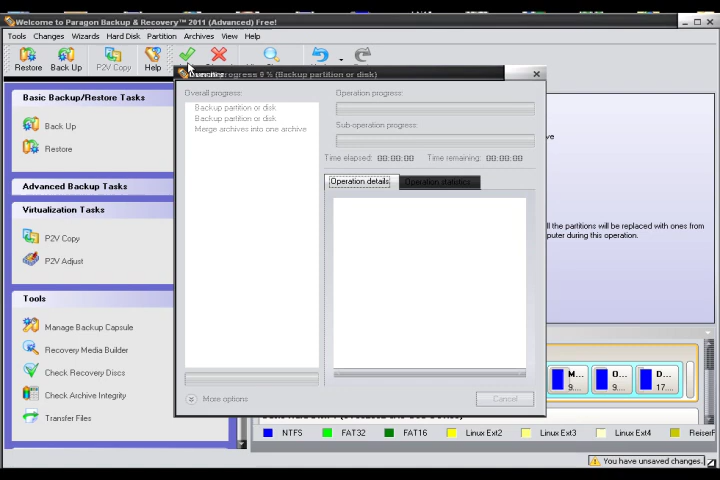 Welcome to Paragon Backup & Recovery™ 2011 (Advanced) Free!
Tools Changes Wizards Hard Disk Partition Archives View Help
Restore Back Up P2V Copy Help
progress 0 % (Backup partition or disk)
Basic Backup/Restore Tasks
Back Up
Restore
Advanced Backup Tasks
Virtualization Tasks
P2V Copy
P2V Adjust
Tools
Manage Backup Capsule
Recovery Media Builder
Check Recovery Discs
Check Archive Integrity
Transfer Files
Overall progress:
Backup partition or disk
Backup partition or disk
Merge archives into one archive
Operation progress:
Sub-operation progress:
Time elapsed: 00:00:00 Time remaining: 00:00:00
Operation details Operation statistics
More options
Cancel
ve
ll the partitions will be replaced with ones from
puter during this operation.
M... O... D...
9.... 9.... 17....
NTFS FAT32 FAT16 Linux Ext2 Linux Ext3 Linux Ext4 ReiserF
You have unsaved changes.